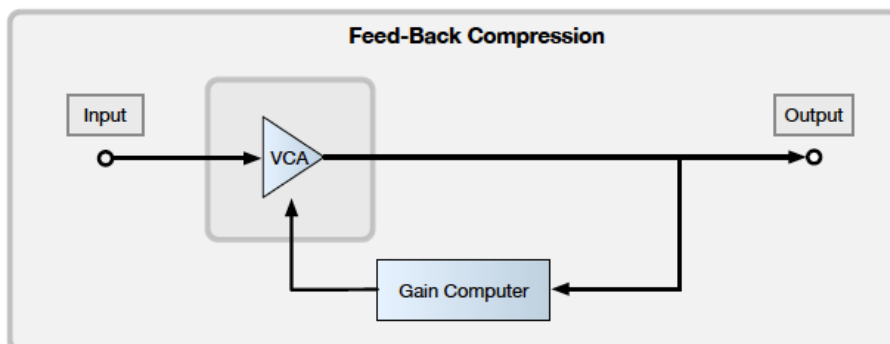 Feed-Back Compression
Input
Output
VCA
Gain Computer